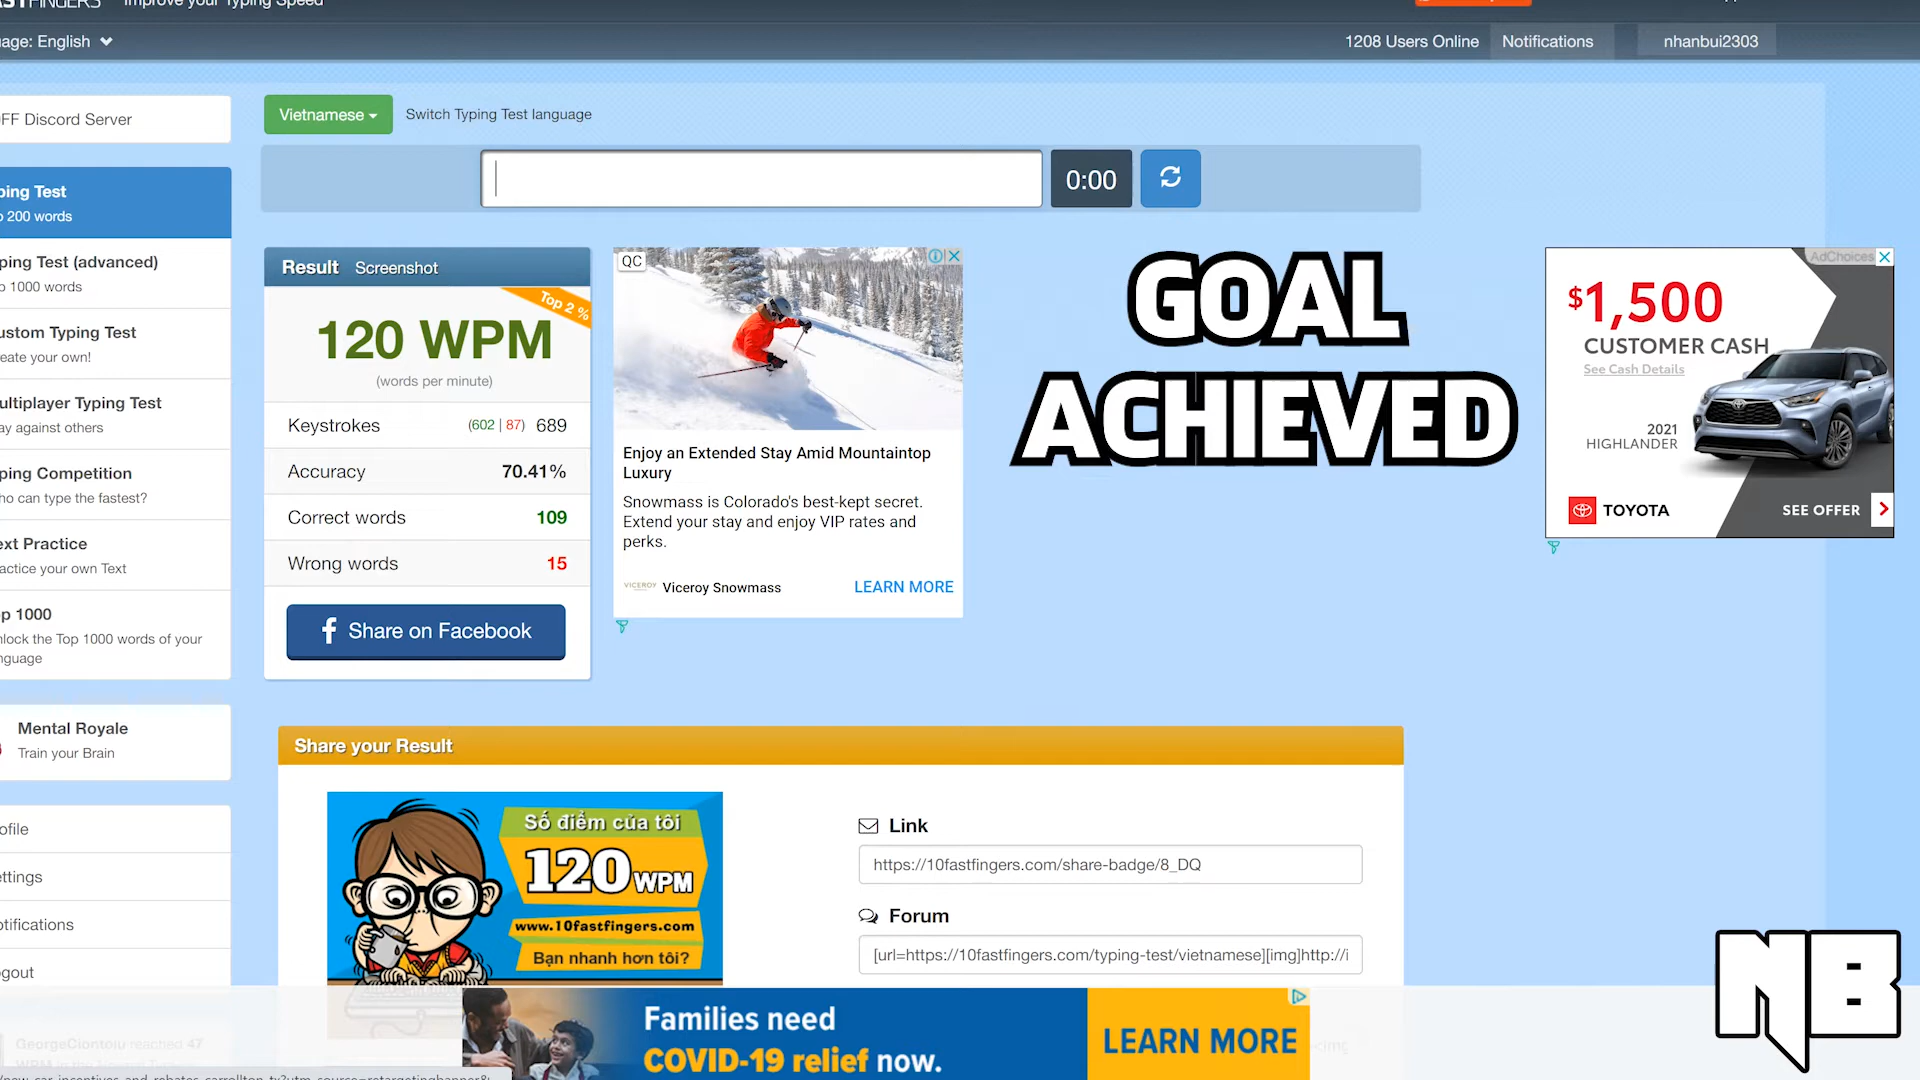 FINGERS Improve your Typing Speed
age: English
1208 Users Online
Notifications
nhanbui2303
FF Discord Server
ping Test
p 200 words
ping Test (advanced)
p 1000 words
ustom Typing Test
eate your own!
ultiplayer Typing Test
ay against others
ping Competition
ho can type the fastest?
ext Practice
actice your own Text
p 1000
nlock the Top 1000 words of your
nguage
Mental Royale
Train your Brain
ofile
ettings
otifications
ogout
GeorgeCiontoiu reached 47
Vietnamese
Switch Typing Test language
0:00
Result Screenshot
Top 2 %
120 WPM
(words per minute)
Keystrokes (602 | 87) 689
Accuracy 70.41%
Correct words 109
Wrong words 15
Share on Facebook
QC
Enjoy an Extended Stay Amid Mountaintop
Luxury
Snowmass is Colorado's best-kept secret.
Extend your stay and enjoy VIP rates and
perks.
VICEROY Viceroy Snowmass LEARN MORE
GOAL
ACHIEVED
AdChoices
$1,500
CUSTOMER CASH
See Cash Details
2021
HIGHLANDER
TOYOTA
SEE OFFER
Share your Result
Số điểm của tôi
120 WPM
www.10fastfingers.com
Bạn nhanh hơn tôi?
Link
https://10fastfingers.com/share-badge/8_DQ
Forum
[url=https://10fastfingers.com/typing-test/vietnamese][img]http://i
Families need
COVID-19 relief now.
LEARN MORE
NB